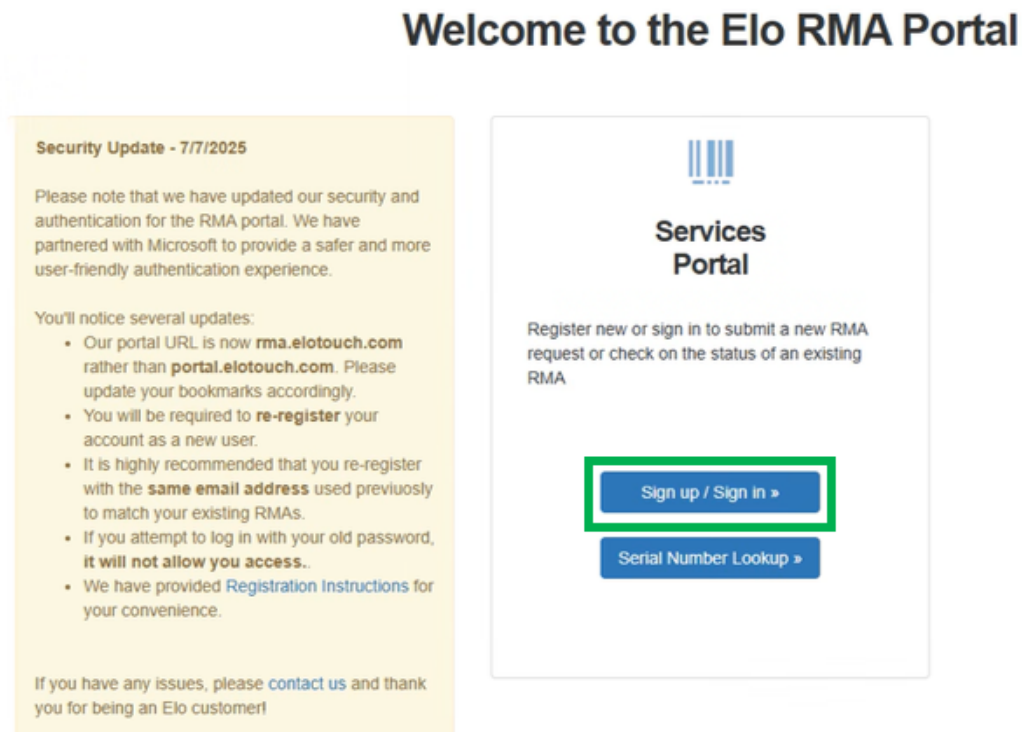 Welcome to the Elo RMA Portal
Security Update - 7/7/2025
Please note that we have updated our security and
authentication for the RMA portal. We have
partnered with Microsoft to provide a safer and more
user-friendly authentication experience.
You'll notice several updates:
• Our portal URL is now rma.elotouch.com
rather than portal.elotouch.com. Please
update your bookmarks accordingly.
• You will be required to re-register your
account as a new user.
• It is highly recommended that you re-register
with the same email address used previuosly
to match your existing RMAs.
• If you attempt to log in with your old password,
it will not allow you access..
• We have provided Registration Instructions for
your convenience.
If you have any issues, please contact us and thank
you for being an Elo customer!
Services
Portal
Register new or sign in to submit a new RMA
request or check on the status of an existing
RMA
Sign up / Sign in »
Serial Number Lookup »